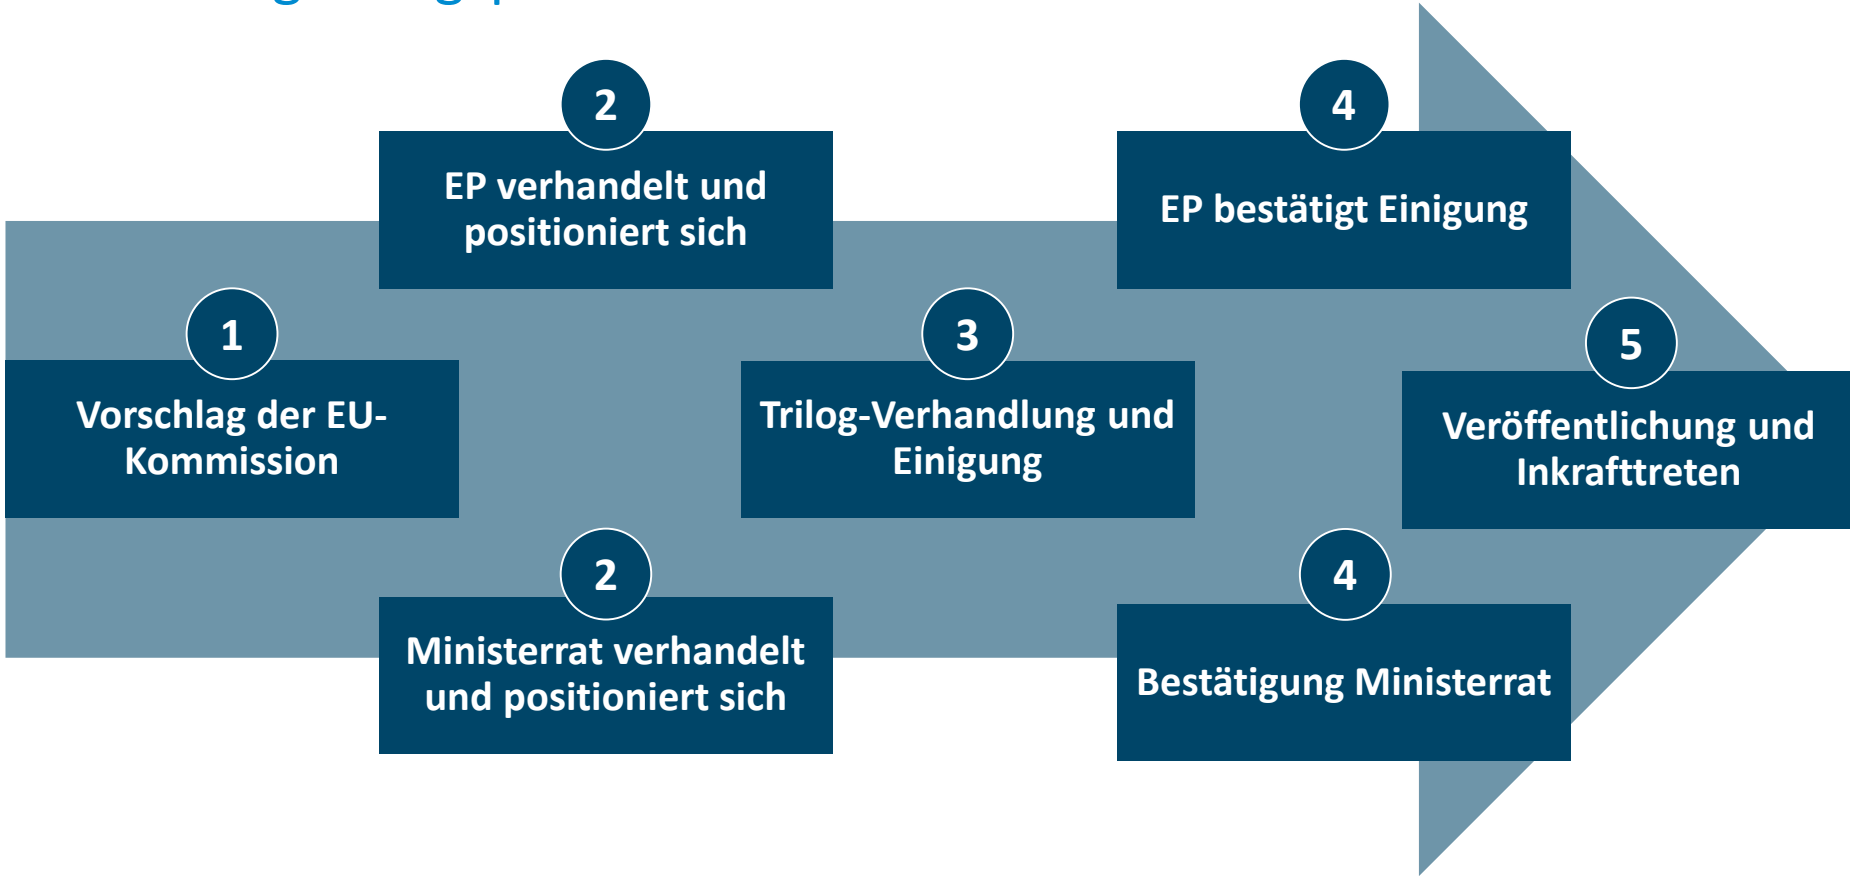 1
Vorschlag der EU-
Kommission
2
EP verhandelt und
positioniert sich
2
Ministerrat verhandelt
und positioniert sich
3
Trilog-Verhandlung und
Einigung
4
EP bestätigt Einigung
4
Bestätigung Ministerrat
5
Veröffentlichung und
Inkrafttreten